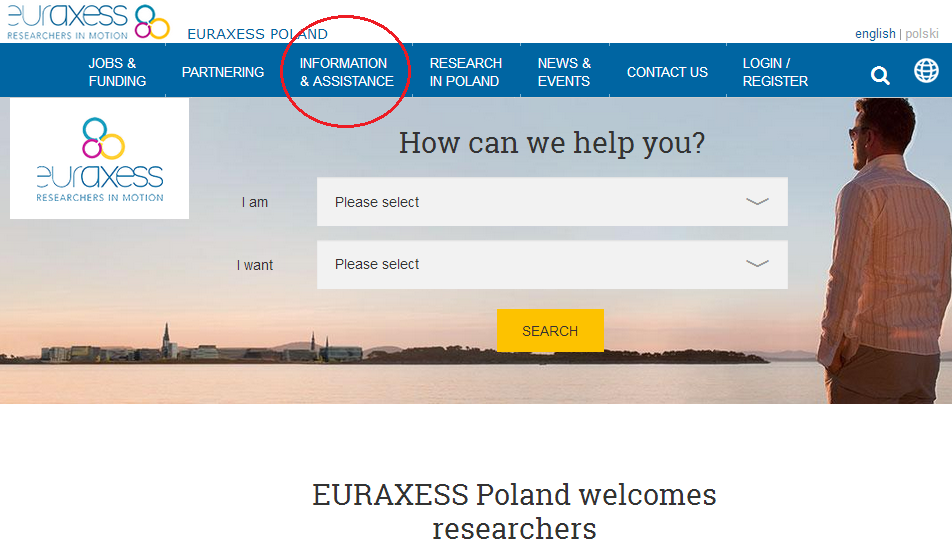 euraxess
RESEARCHERS IN MOTION
EURAXESS POLAND
english | polski
JOBS &
FUNDING
PARTNERING
INFORMATION
& ASSISTANCE
RESEARCH
IN POLAND
NEWS &
EVENTS
CONTACT US
LOGIN /
REGISTER
euraxess
RESEARCHERS IN MOTION
How can we help you?
I am
Please select
I want
Please select
SEARCH
EURAXESS Poland welcomes
researchers